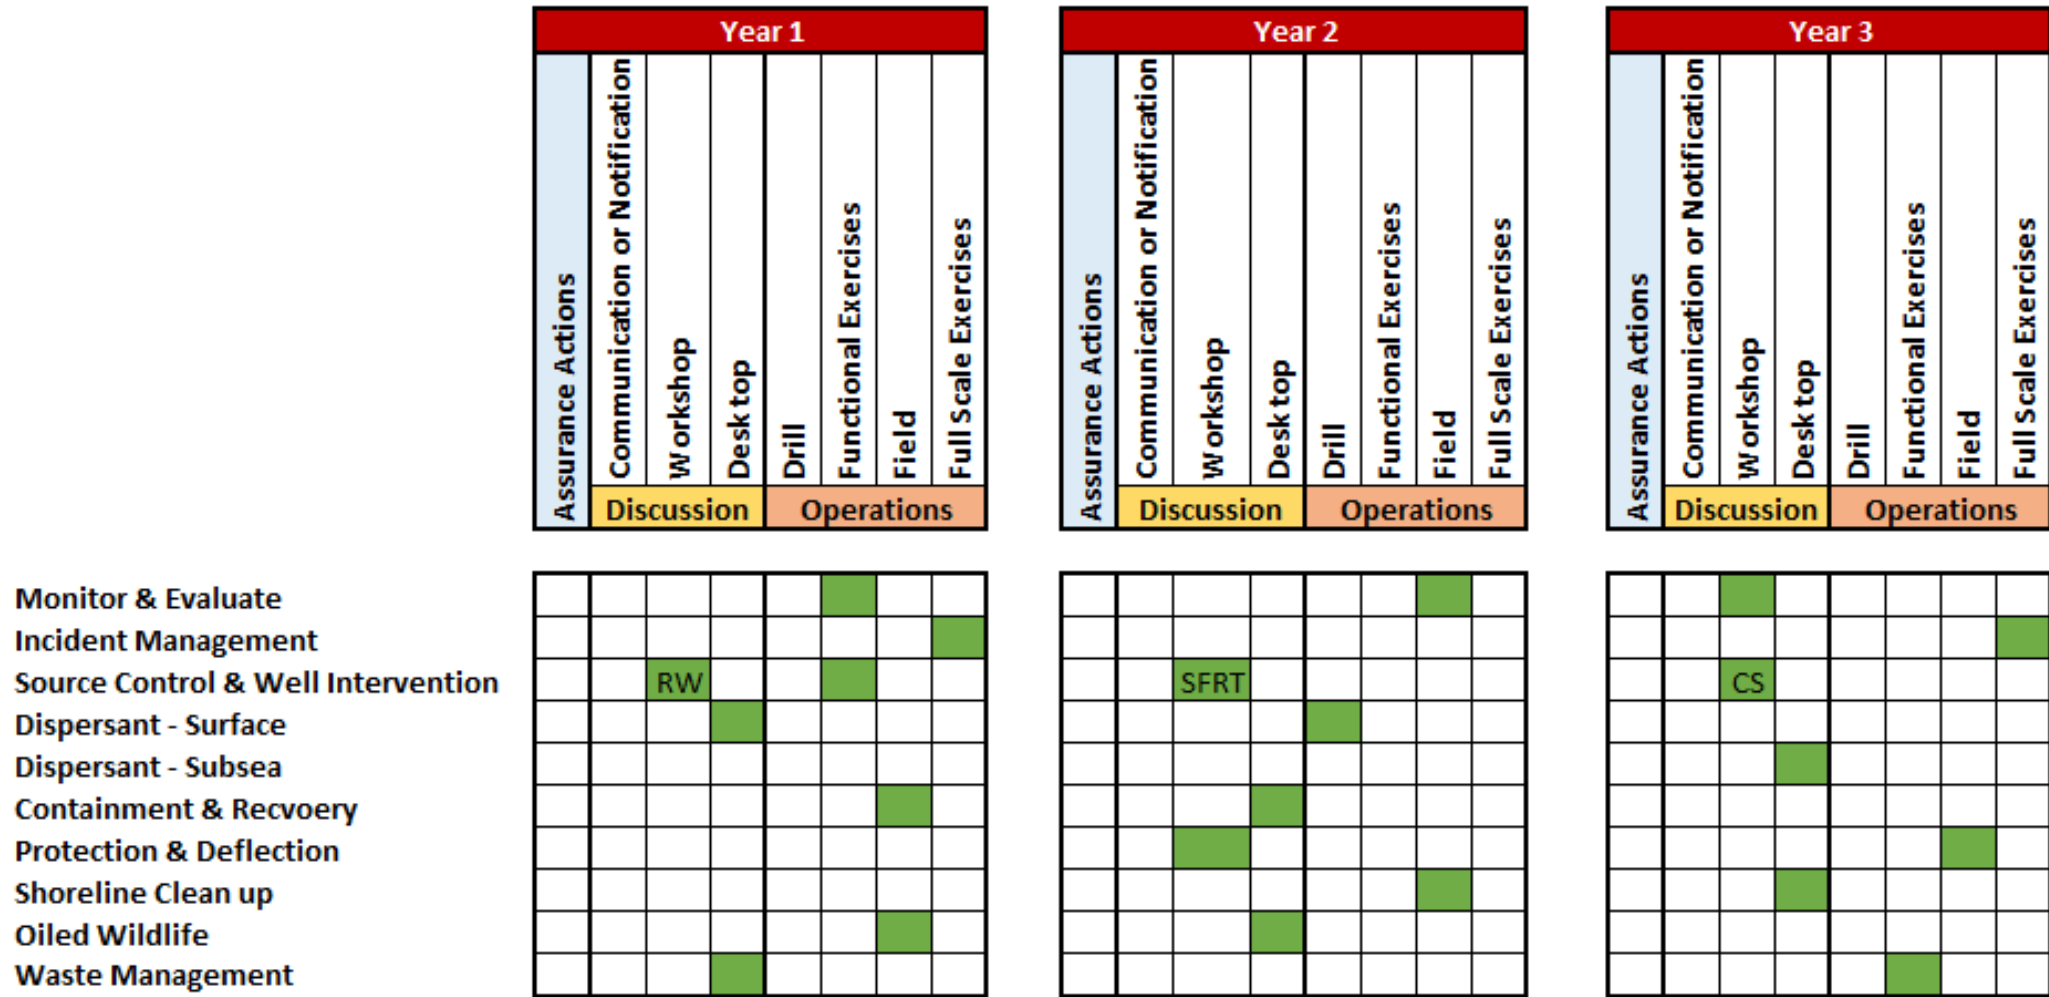 Year 1
Year 2
Year 3
Assurance Actions
Communication or Notification
Workshop
Desk top
Drill
Functional Exercises
Field
Full Scale Exercises
Assurance Actions
Communication or Notification
Workshop
Desk top
Drill
Functional Exercises
Field
Full Scale Exercises
Assurance Actions
Communication or Notification
Workshop
Desk top
Drill
Functional Exercises
Field
Full Scale Exercises
Discussion
Operations
Discussion
Operations
Discussion
Operations
Monitor & Evaluate
Incident Management
Source Control & Well Intervention RW SFRT CS
Dispersant - Surface
Dispersant - Subsea
Containment & Recvoery
Protection & Deflection
Shoreline Clean up
Oiled Wildlife
Waste Management